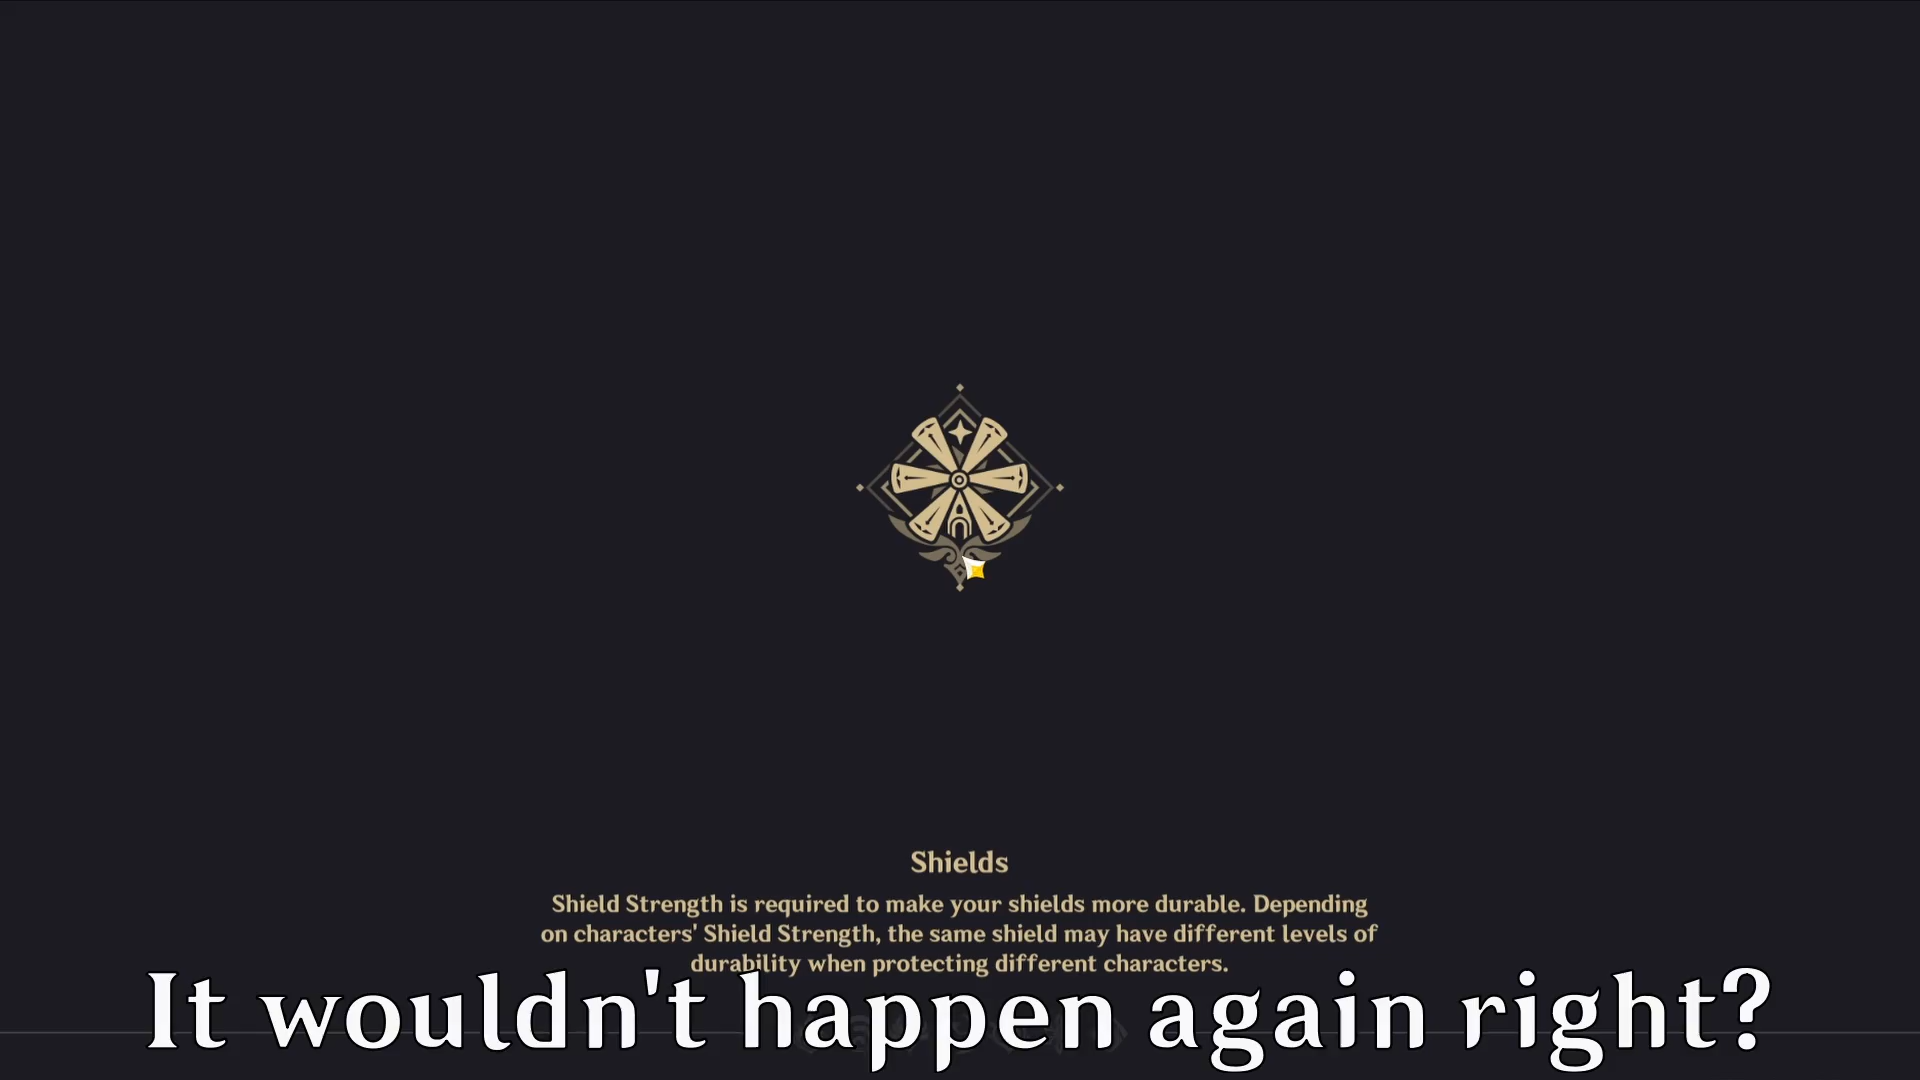 Shields
Shield Strength is required to make your shields more durable. Depending
on characters' Shield Strength, the same shield may have different levels of
durability when protecting different characters.
It wouldn't happen again right?